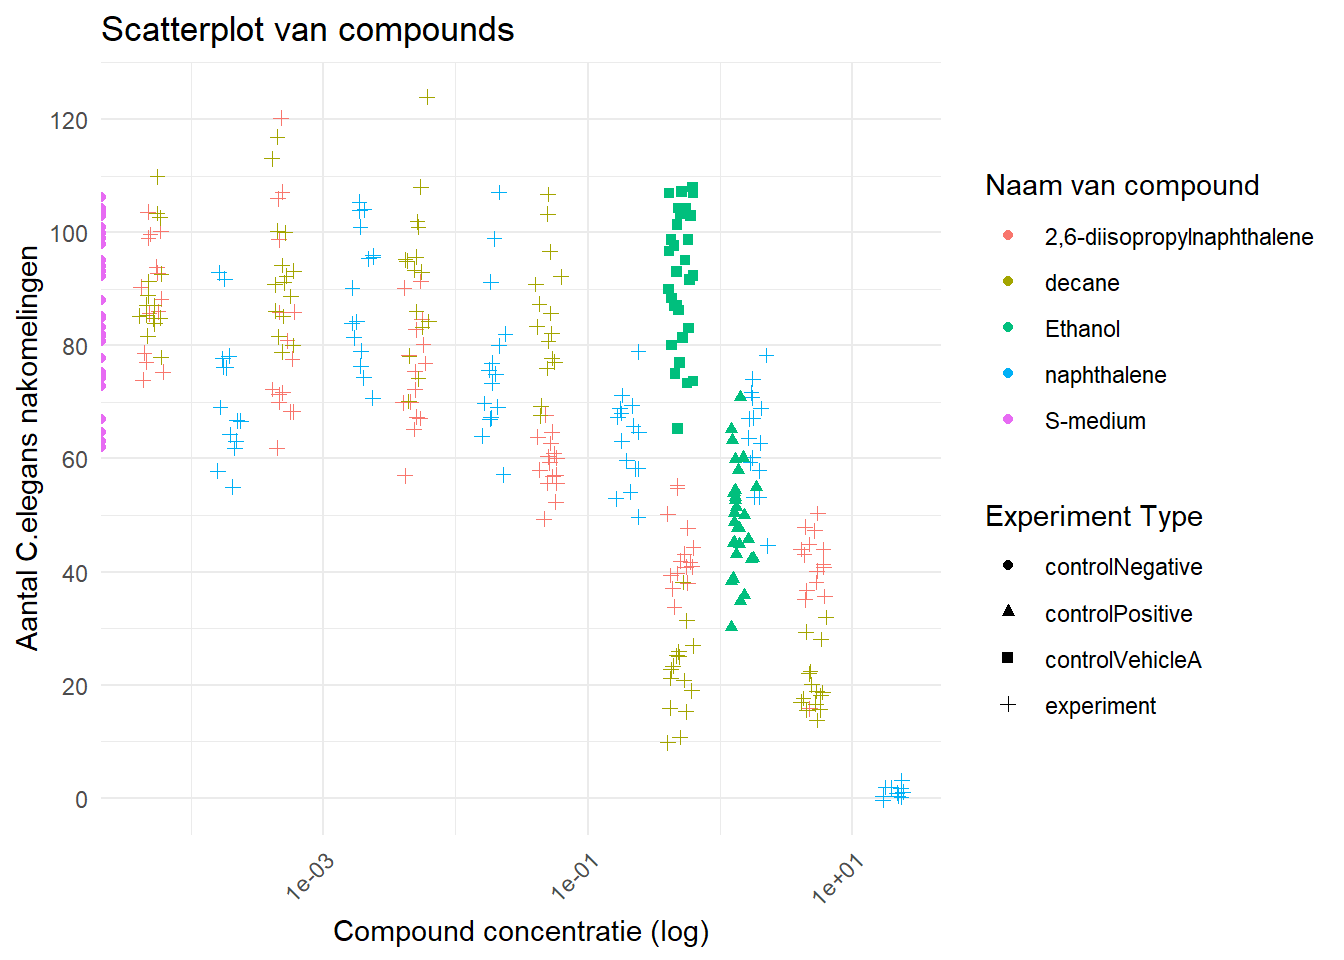 Scatterplot van compounds
Aantal C.elegans nakomelingen
120
100
80
60
40
20
0
1e-03
1e-01
1e+01
Compound concentratie (log)
Naam van compound
2,6-diisopropylnaphthalene
decane
Ethanol
naphthalene
S-medium
Experiment Type
controlNegative
controlPositive
controlVehicleA
experiment